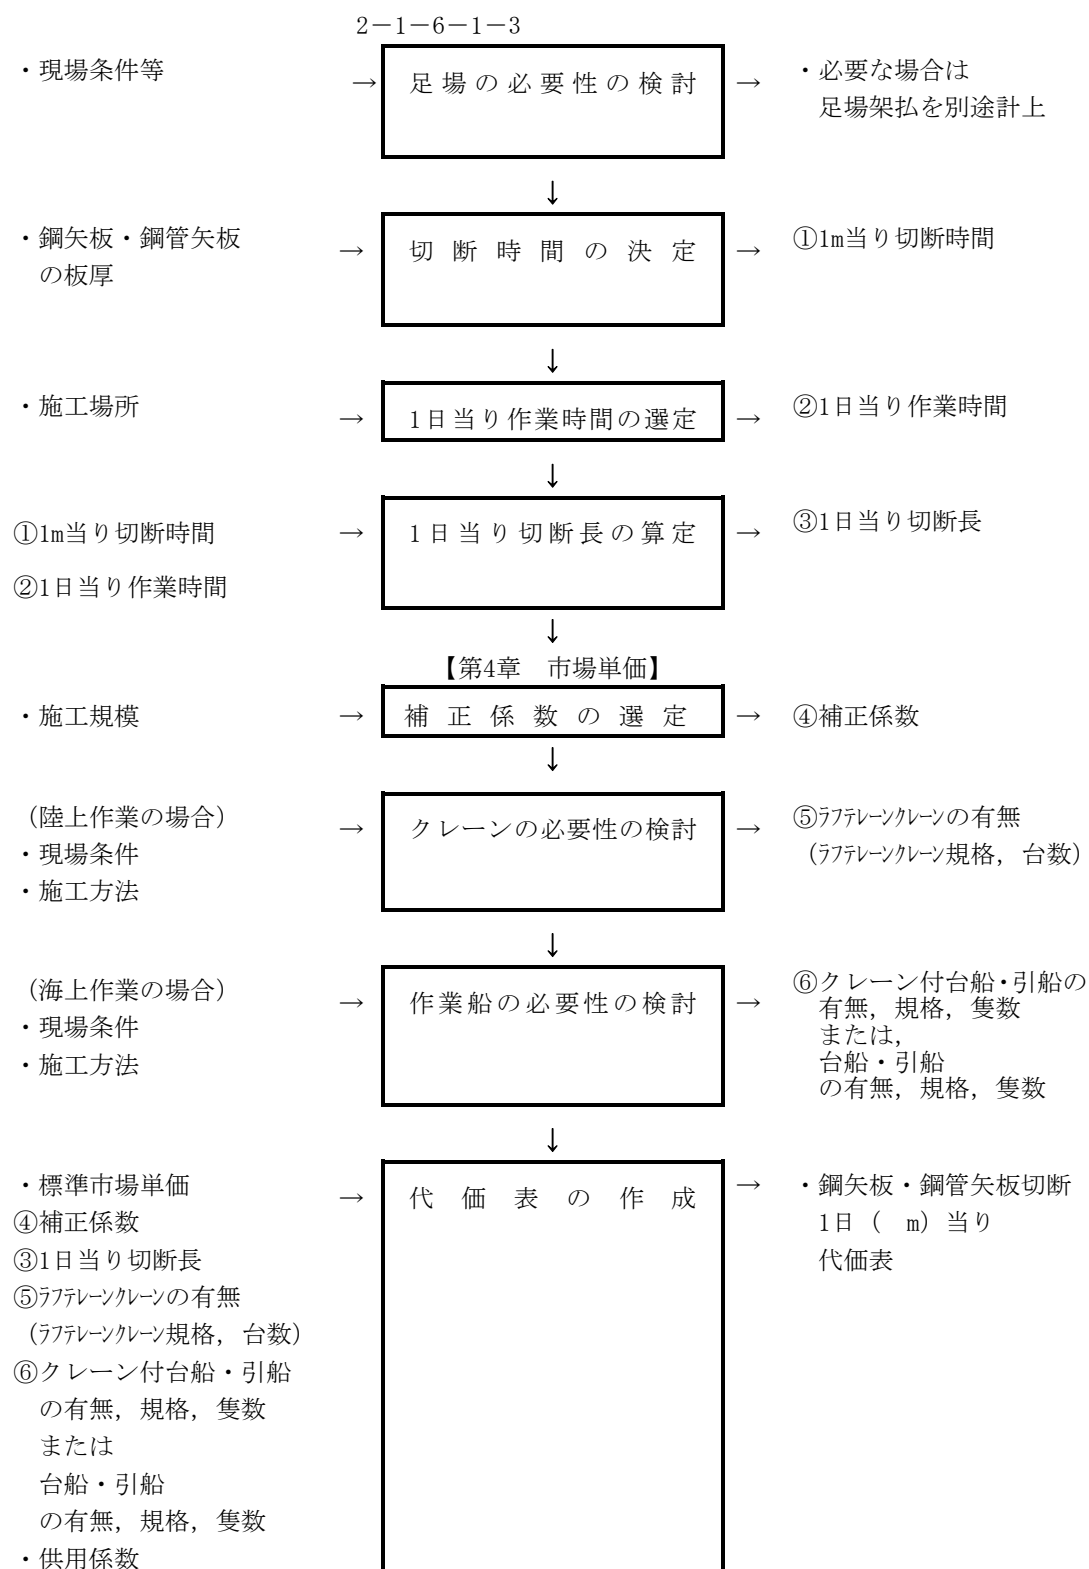 2－1－6－1－3
・現場条件等
→
足場の必要性の検討
→
・必要な場合は
足場架払を別途計上
↓
・鋼矢板・鋼管矢板
の板厚
→
切断時間の決定
→
①1m当り切断時間
↓
・施工場所
→
1日当り作業時間の選定
→
②1日当り作業時間
↓
①1m当り切断時間
②1日当り作業時間
→
1日当り切断長の算定
→
③1日当り切断長
↓
【第4章　市場単価】
・施工規模
→
補正係数の選定
→
④補正係数
↓
（陸上作業の場合）
・現場条件
・施工方法
→
クレーンの必要性の検討
→
⑤ﾗﾌﾃﾚｰﾝｸﾚｰﾝの有無
（ﾗﾌﾃﾚｰﾝｸﾚｰﾝ規格，台数）
↓
（海上作業の場合）
・現場条件
・施工方法
→
作業船の必要性の検討
→
⑥クレーン付台船・引船の
有無，規格，隻数
または，
台船・引船
の有無，規格，隻数
↓
・標準市場単価
④補正係数
③1日当り切断長
⑤ﾗﾌﾃﾚｰﾝｸﾚｰﾝの有無
（ﾗﾌﾃﾚｰﾝｸﾚｰﾝ規格，台数）
⑥クレーン付台船・引船
の有無，規格，隻数
または
台船・引船
の有無，規格，隻数
・供用係数
→
代価表の作成
→
・鋼矢板・鋼管矢板切断
1日（　m）当り
代価表